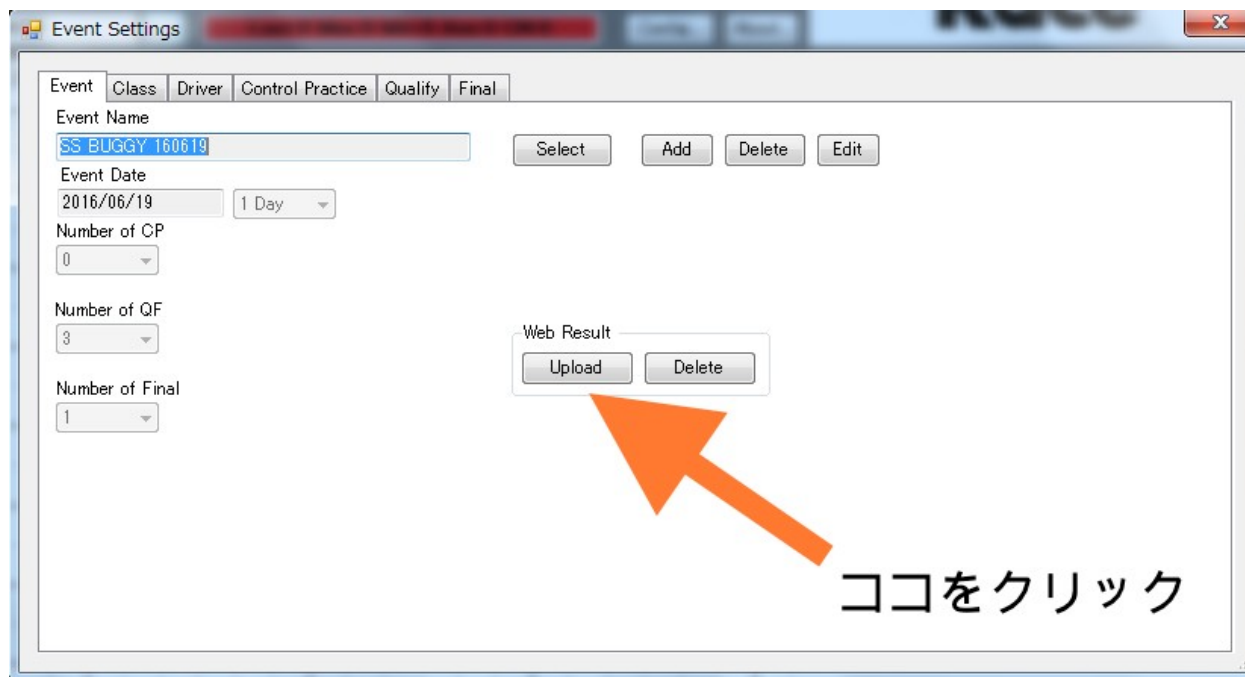 Event Settings
Event Class Driver Control Practice Qualify Final
Event Name
SS BUGGY 160619
Select Add Delete Edit
Event Date
2016/06/19 1 Day
Number of CP
0
Number of QF
3
Web Result
Upload Delete
Number of Final
1
ココをクリック